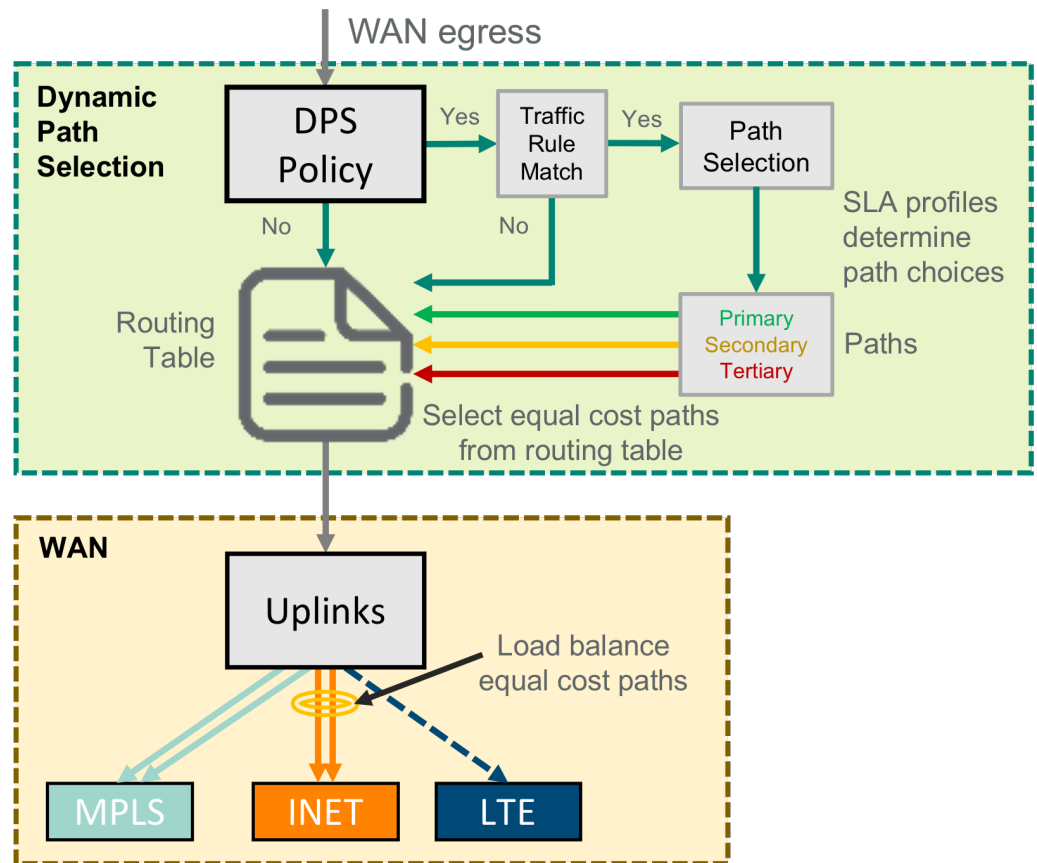 WAN egress
Dynamic
Path
Selection
DPS
Policy
Yes
Traffic
Rule
Match
Yes
Path
Selection
No
No
SLA profiles
determine
path choices
Routing
Table
Primary
Secondary
Tertiary
Paths
Select equal cost paths
from routing table
WAN
Uplinks
Load balance
equal cost paths
MPLS
INET
LTE